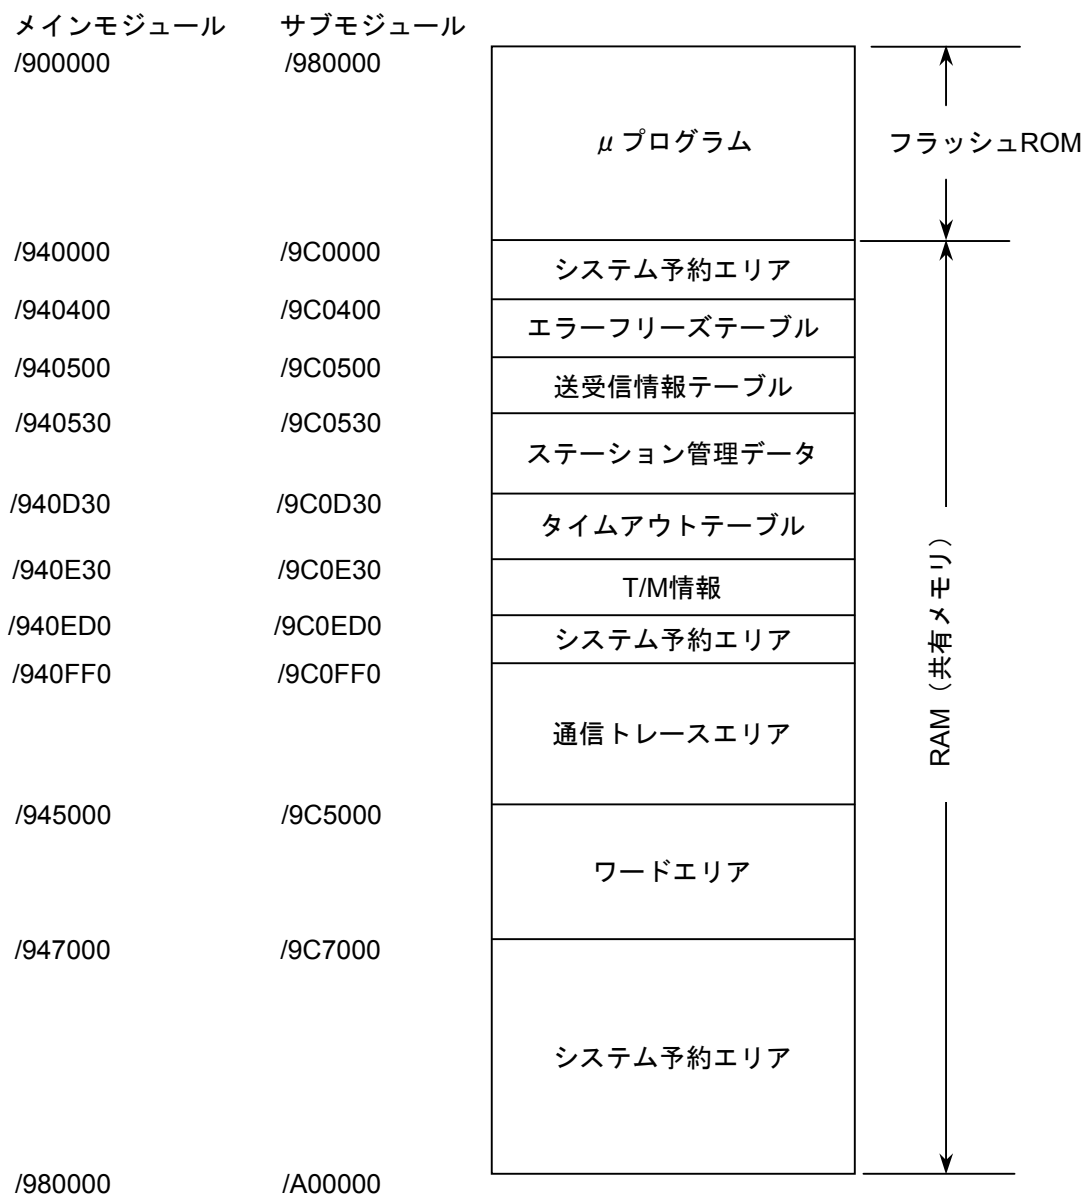 メインモジュール サブモジュール
/900000 /980000
μプログラム
フラッシュROM
/940000 /9C0000
システム予約エリア
/940400 /9C0400
エラーフリーズテーブル
/940500 /9C0500
送受信情報テーブル
/940530 /9C0530
ステーション管理データ
/940D30 /9C0D30
タイムアウトテーブル
/940E30 /9C0E30
T/M情報
/940ED0 /9C0ED0
システム予約エリア
/940FF0 /9C0FF0
通信トレースエリア
RAM（共有メモリ）
/945000 /9C5000
ワードエリア
/947000 /9C7000
システム予約エリア
/980000 /A00000